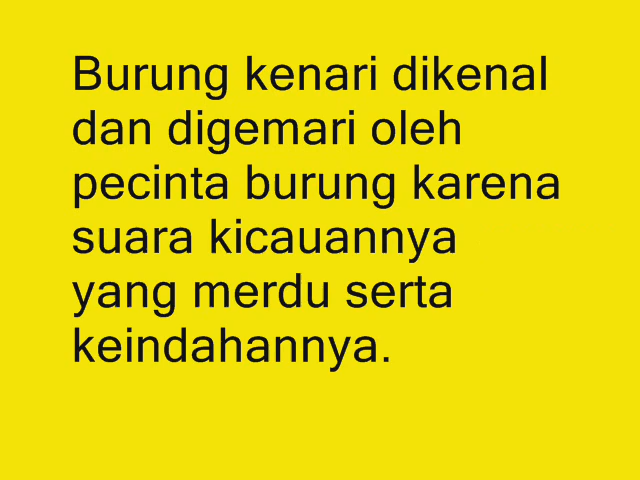 Burung kenari dikenal
dan digemari oleh
pecinta burung karena
suara kicauannya
yang merdu serta
keindahannya.